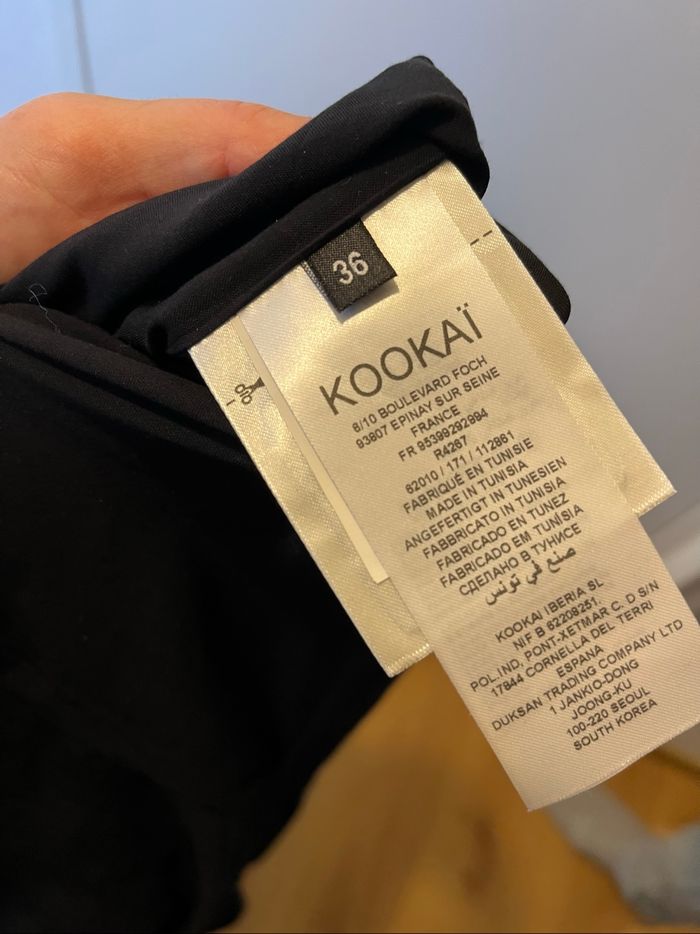 36
KOOKAÏ
8/10 BOULEVARD FOCH
93807 EPINAY SUR SEINE
FRANCE
FR 95399292994
R4267
62010 / 171 / 112861
FABRIQUÉ EN TUNISIE
MADE IN TUNISIA
ANGEFERTIGT IN TUNESIEN
FABBRICATO IN TUNISIA
FABRICADO EN TUNEZ
FABRICADO EM TUNÍSIA
СДЕЛАНО В ТУНИСЕ
صنع في تونس
KOOKAI IBERIA SL
NIF B 62208251.
POL.IND. PONT-XETMAR C. D S/N
17844 CORNELLA DEL TERRI
ESPANA
DUKSAN TRADING COMPANY LTD
1 JANKIO-DONG
JOONG-KU
100-220 SEOUL
SOUTH KOREA